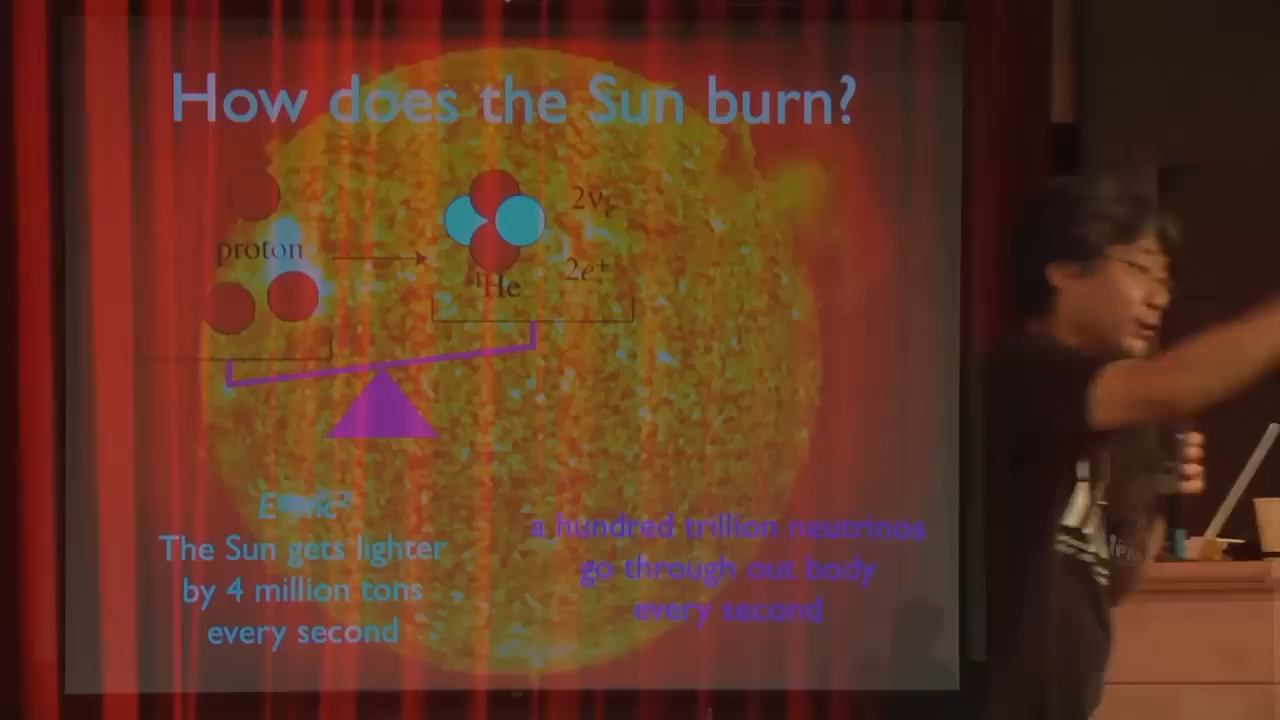 How does the Sun burn?
proton
⁴He
2νₑ
2e⁺
E=mc²
The Sun gets lighter
by 4 million tons
every second
a hundred trillion neutrinos
go through out body
every second